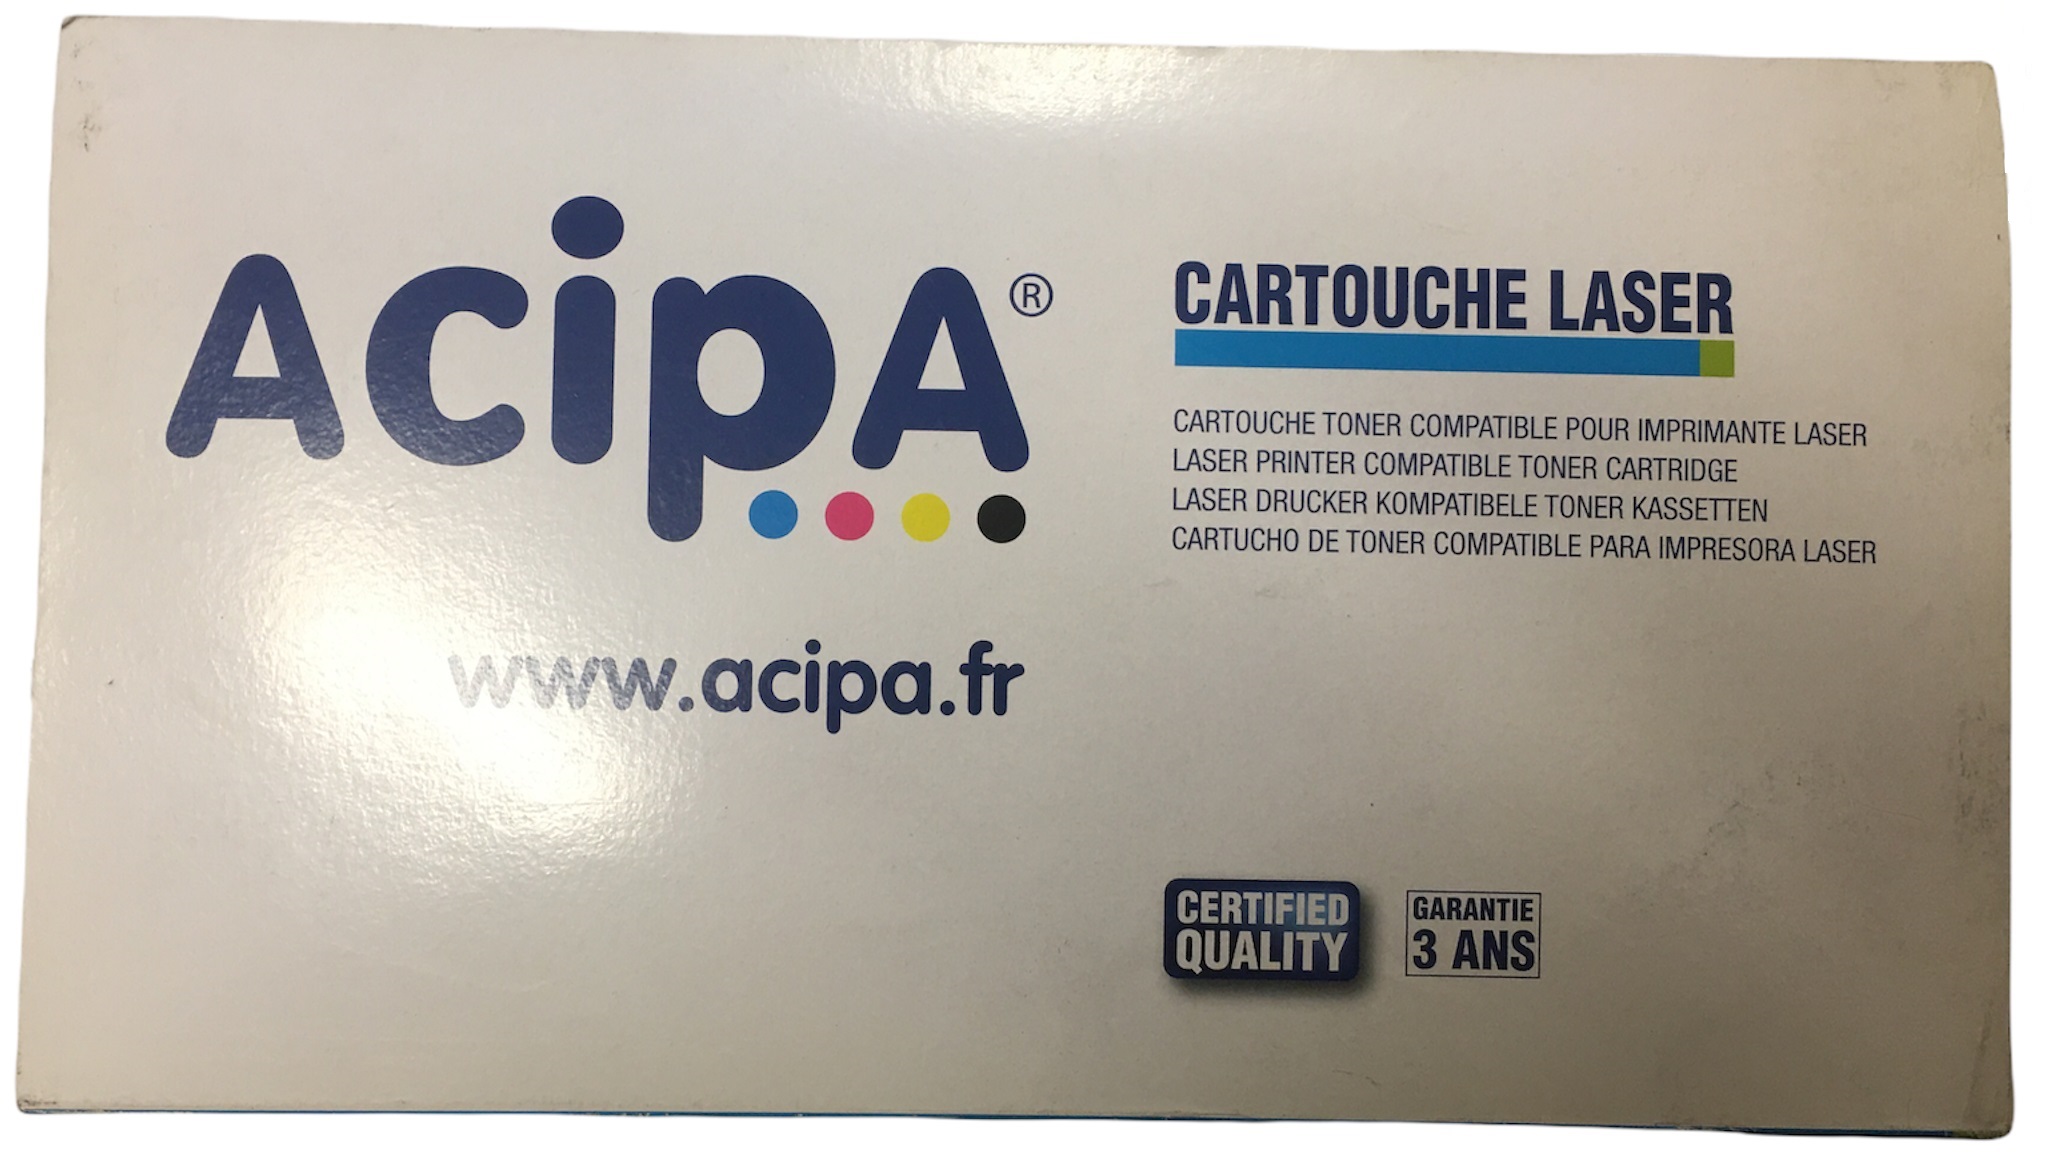 AcipA®
www.acipa.fr
CARTOUCHE LASER
CARTOUCHE TONER COMPATIBLE POUR IMPRIMANTE LASER
LASER PRINTER COMPATIBLE TONER CARTRIDGE
LASER DRUCKER KOMPATIBELE TONER KASSETTEN
CARTUCHO DE TONER COMPATIBLE PARA IMPRESORA LASER
CERTIFIED
QUALITY
GARANTIE
3 ANS